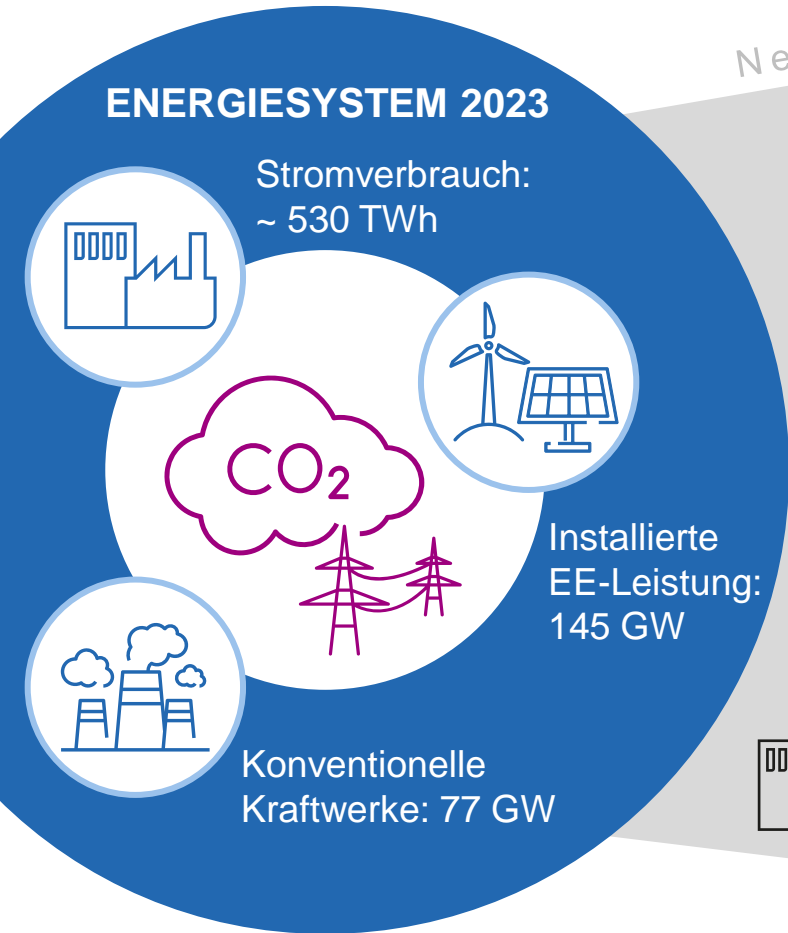 ENERGIESYSTEM 2023
Stromverbrauch:
~ 530 TWh
CO₂
Installierte
EE-Leistung:
145 GW
Konventionelle
Kraftwerke: 77 GW